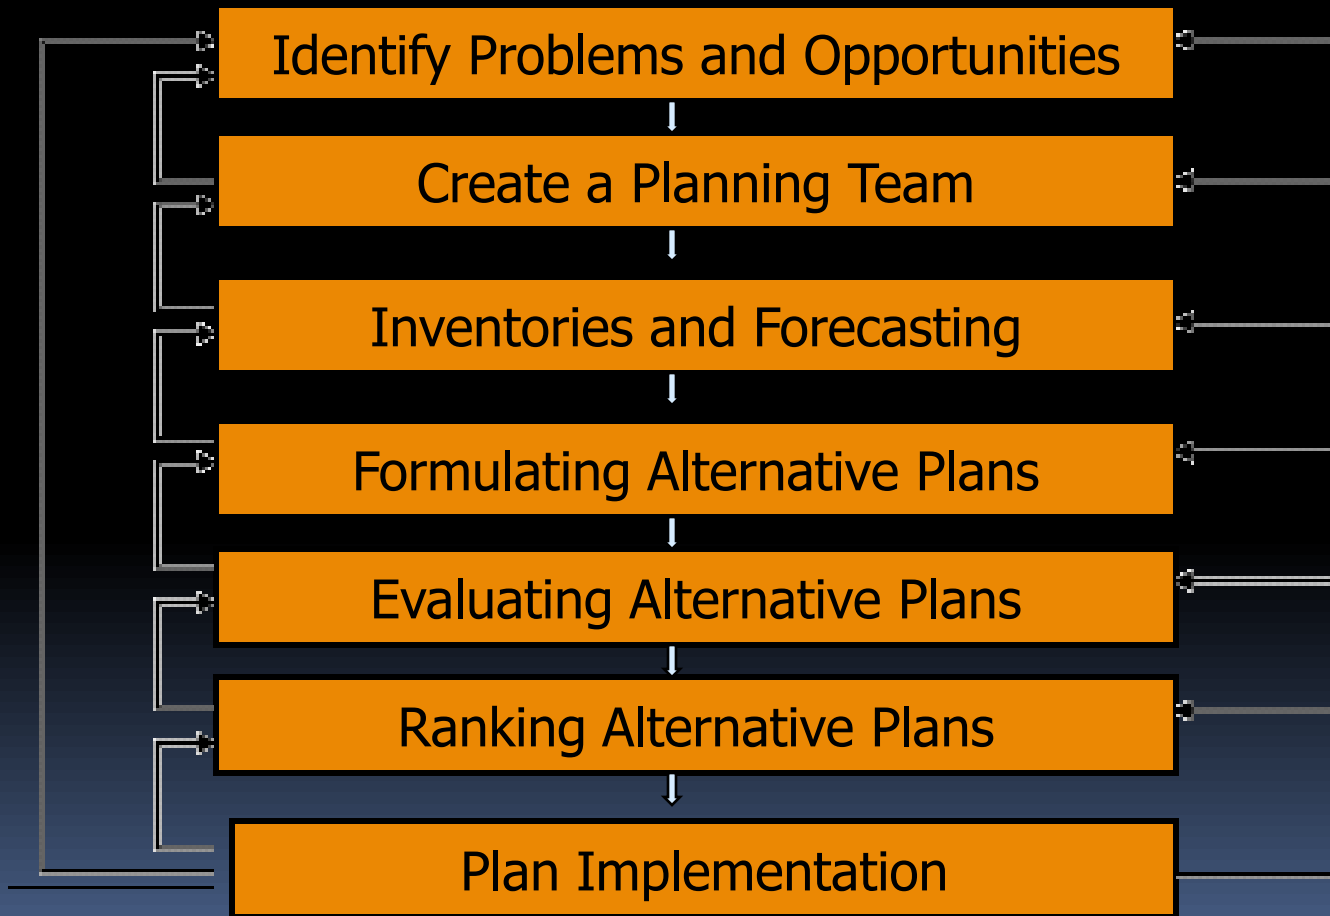 Identify Problems and Opportunities
Create a Planning Team
Inventories and Forecasting
Formulating Alternative Plans
Evaluating Alternative Plans
Ranking Alternative Plans
Plan Implementation